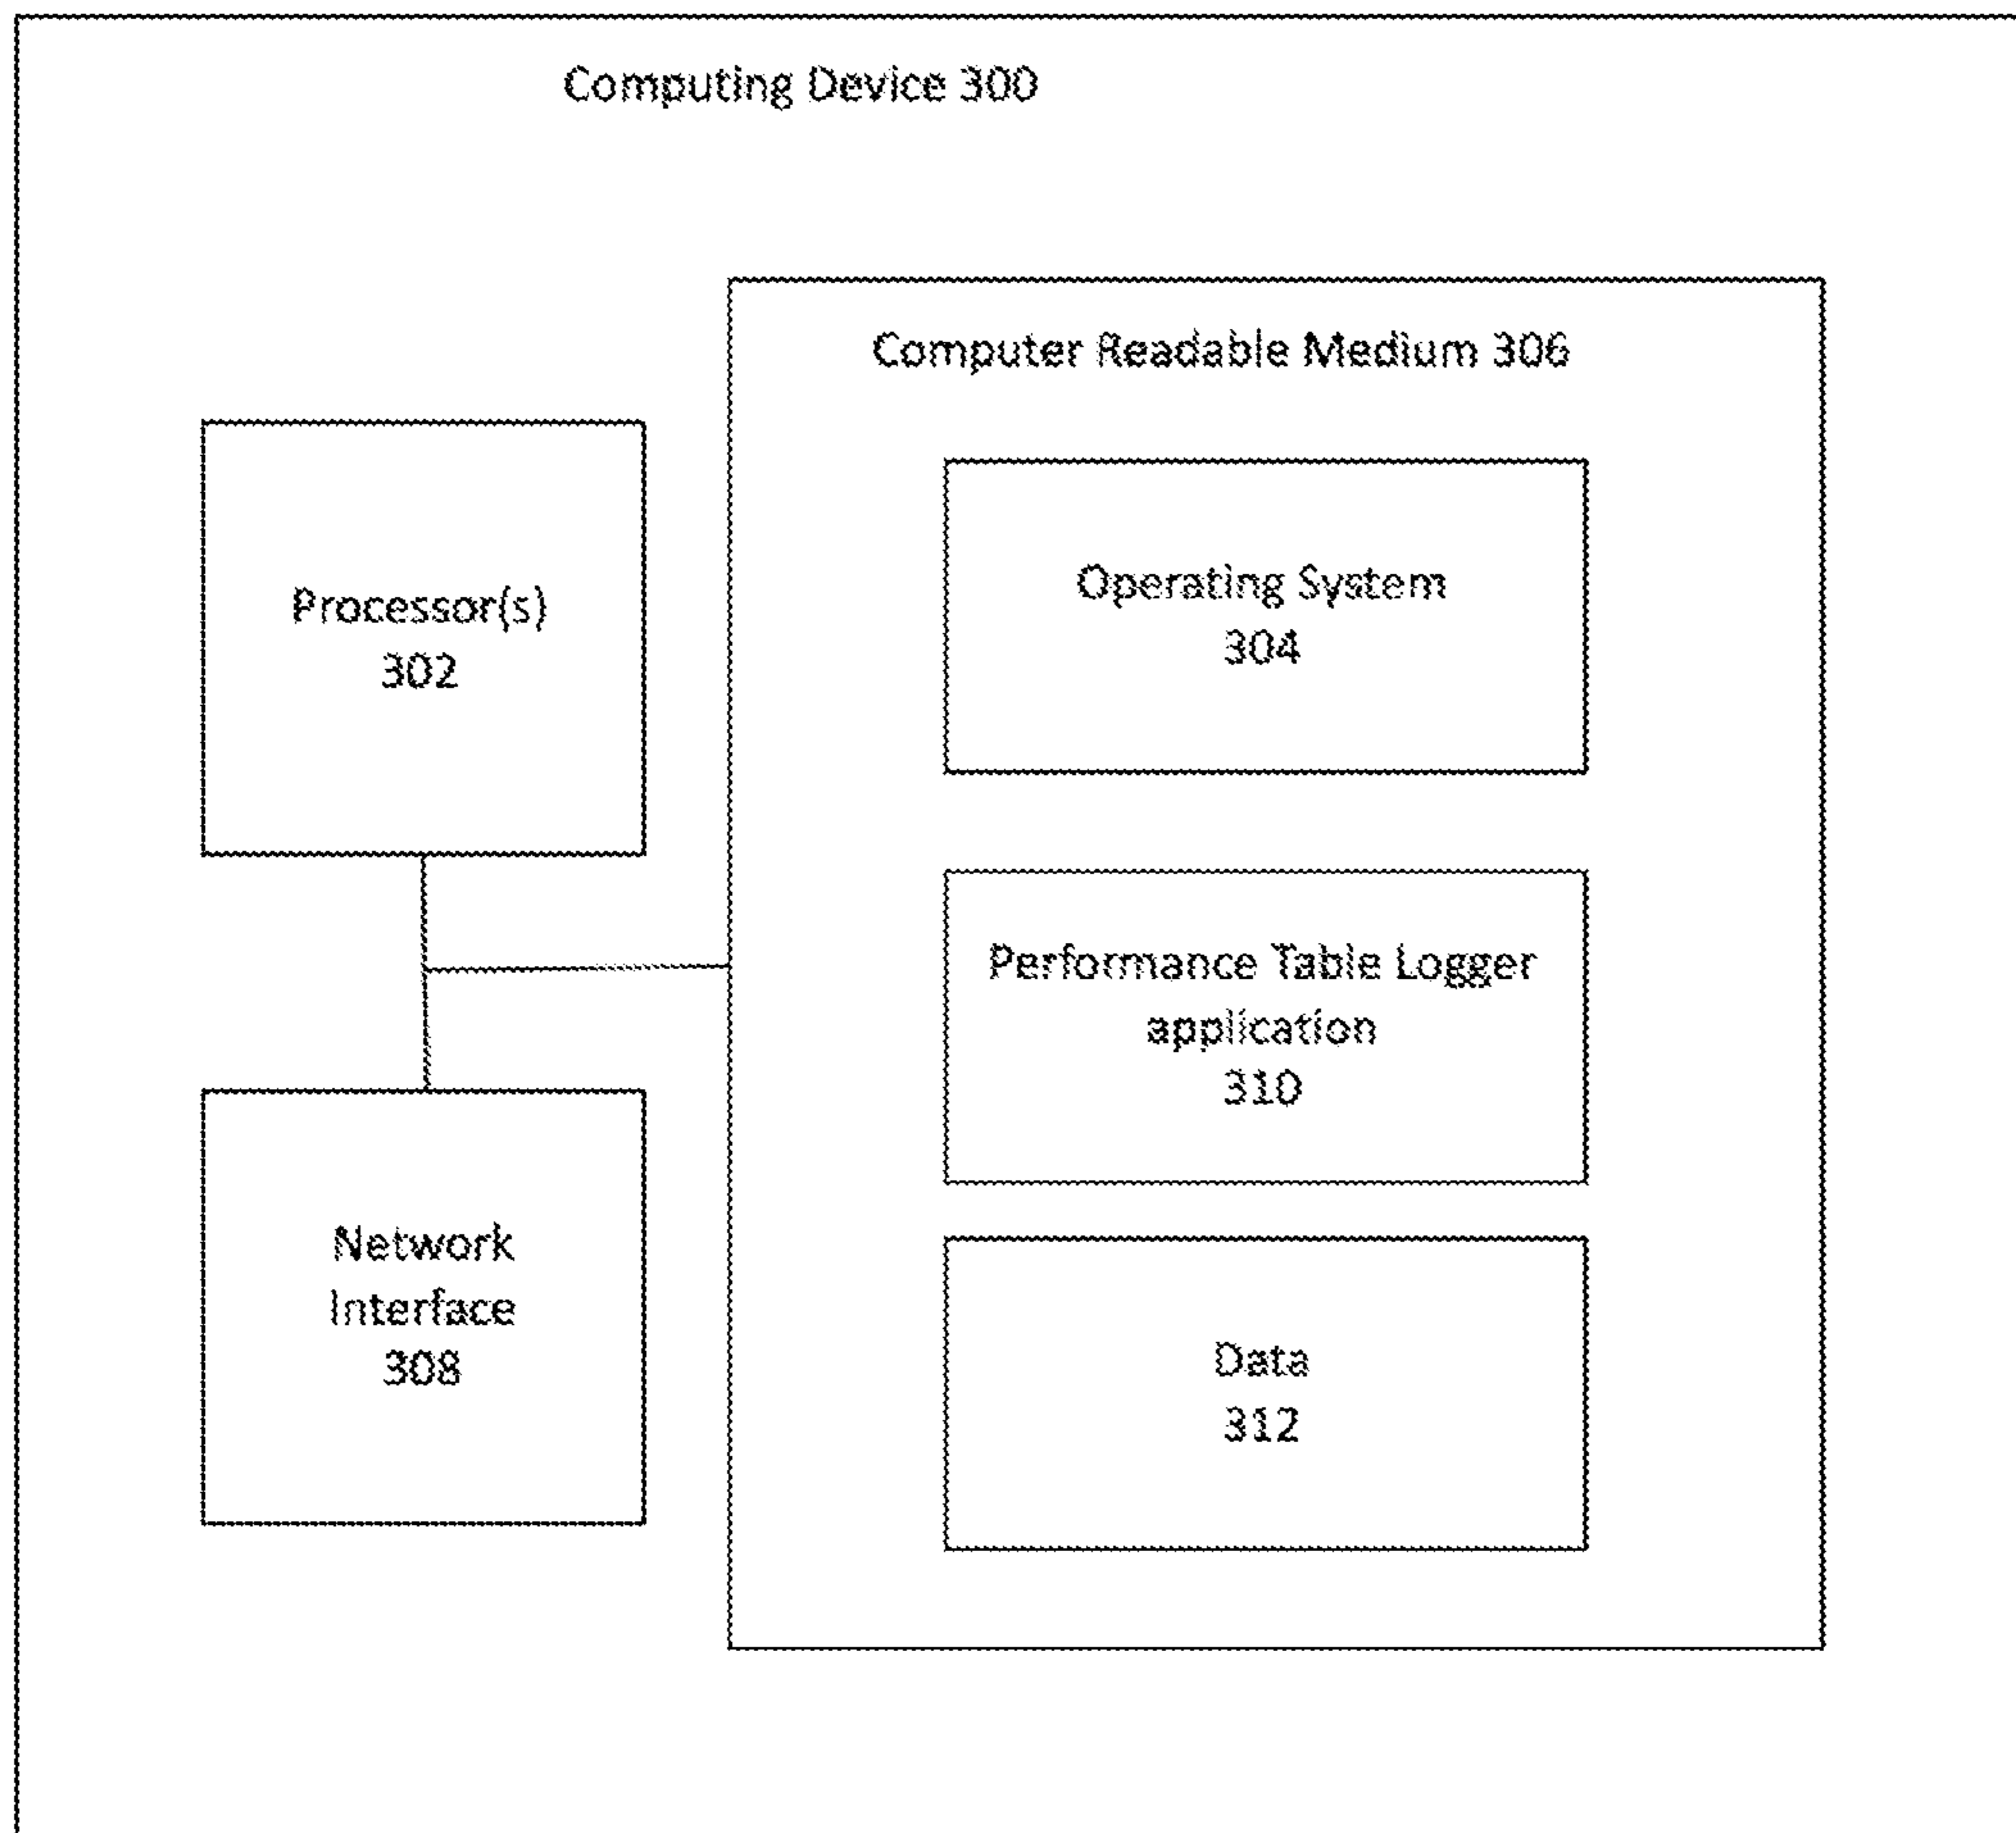 Computing Device 300
Computer Readable Medium 306
Processor(s)
302
Operating System
304
Performance Table Logger
application
310
Network
Interface
308
Data
312